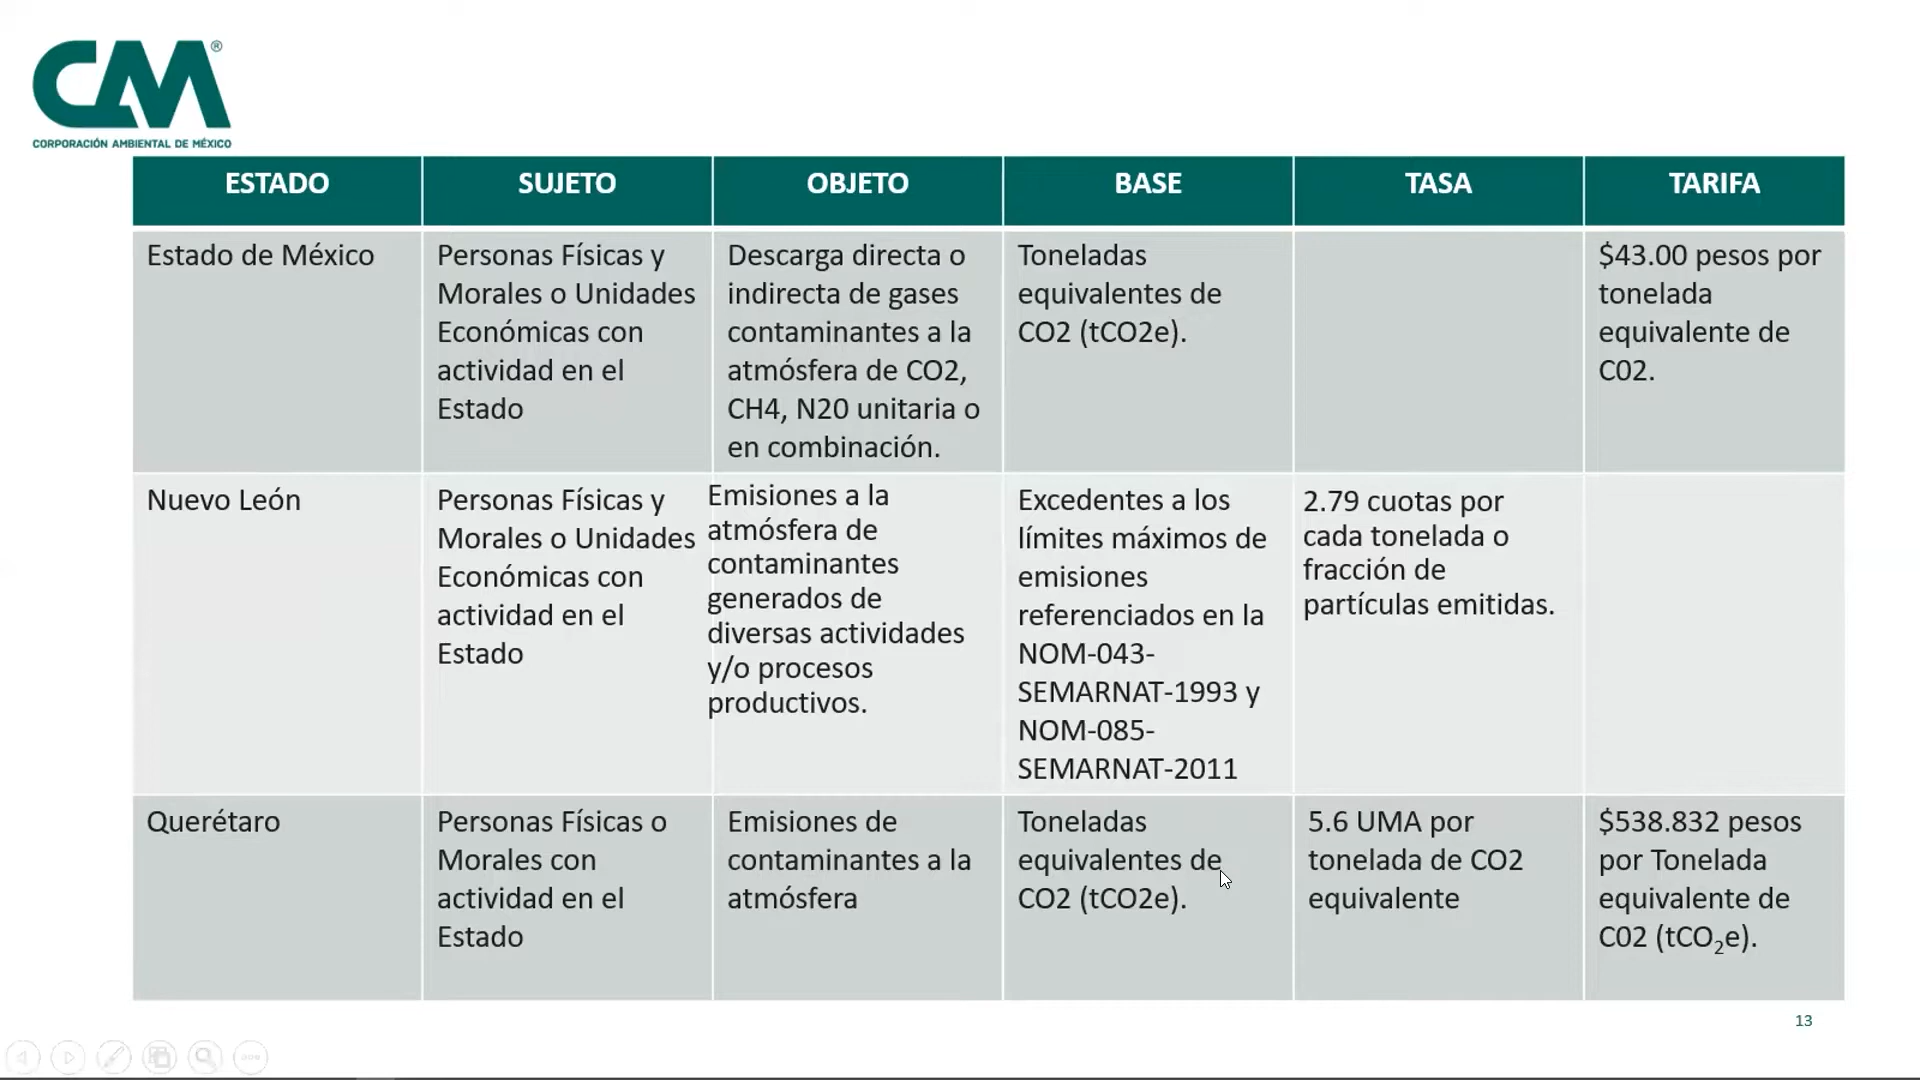 CM®
CORPORACIÓN AMBIENTAL DE MÉXICO
ESTADO
SUJETO
OBJETO
BASE
TASA
TARIFA
Estado de México
Personas Físicas y
Morales o Unidades
Económicas con
actividad en el
Estado
Descarga directa o
indirecta de gases
contaminantes a la
atmósfera de CO2,
CH4, N20 unitaria o
en combinación.
Toneladas
equivalentes de
CO2 (tCO2e).
$43.00 pesos por
tonelada
equivalente de
C02.
Nuevo León
Personas Físicas y
Morales o Unidades
Económicas con
actividad en el
Estado
Emisiones a la
atmósfera de
contaminantes
generados de
diversas actividades
y/o procesos
productivos.
Excedentes a los
límites máximos de
emisiones
referenciados en la
NOM-043-
SEMARNAT-1993 y
NOM-085-
SEMARNAT-2011
2.79 cuotas por
cada tonelada o
fracción de
partículas emitidas.
Querétaro
Personas Físicas o
Morales con
actividad en el
Estado
Emisiones de
contaminantes a la
atmósfera
Toneladas
equivalentes de
CO2 (tCO2e).
5.6 UMA por
tonelada de CO2
equivalente
$538.832 pesos
por Tonelada
equivalente de
C02 (tCO₂e).
13